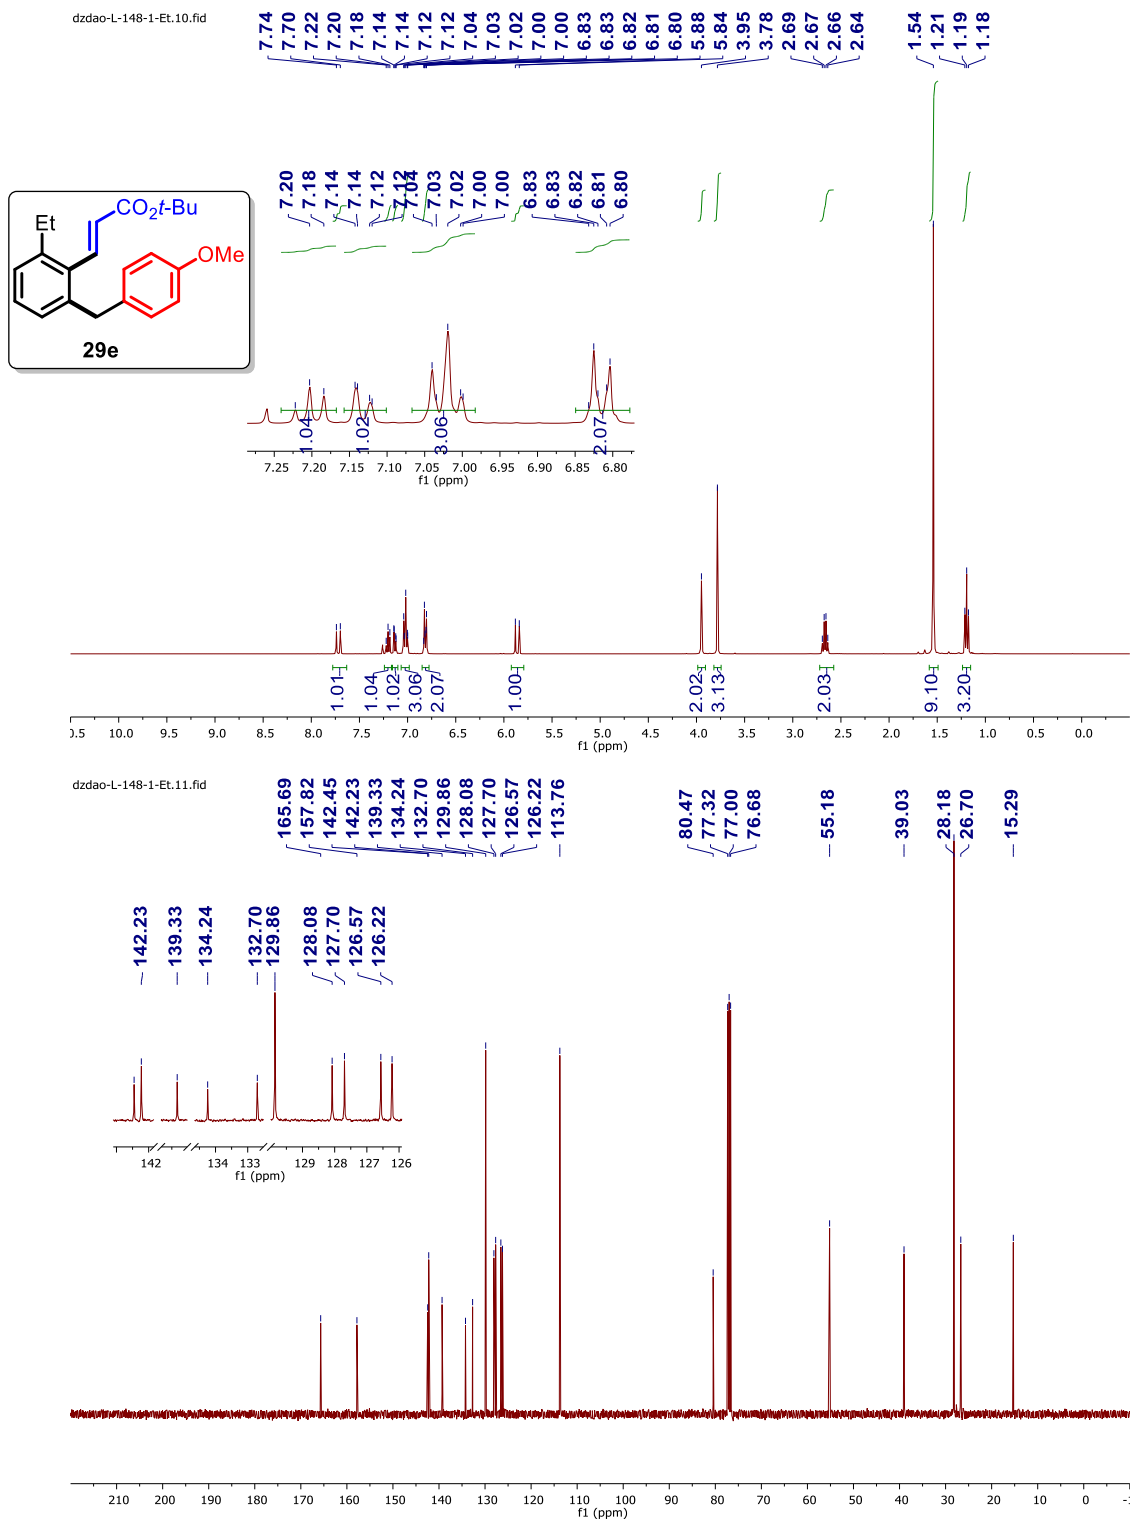 dzdao-L-148-1-Et.10.fid
7.74 7.70 7.22 7.20 7.18 7.14 7.14 7.12 7.12 7.04 7.03 7.02 7.00 7.00 6.83 6.83 6.82 6.81 6.80 5.88 5.84 3.95 3.78 2.69 2.67 2.66 2.64 1.54 1.21 1.19 1.18
7.20 7.18 7.14 7.14 7.12 7.12 7.04 7.03 7.02 7.00 7.00 6.83 6.83 6.82 6.81 6.80
CO2t-Bu
Et
OMe
29e
1.04 1.02 3.06 2.07
7.25 7.20 7.15 7.10 7.05 7.00 6.95 6.90 6.85 6.80
f1 (ppm)
1.01 1.04 1.02 3.06 2.07 1.00 2.02 3.13 2.03 9.10 3.20
0.5 10.0 9.5 9.0 8.5 8.0 7.5 7.0 6.5 6.0 5.5 5.0 4.5 4.0 3.5 3.0 2.5 2.0 1.5 1.0 0.5 0.0
f1 (ppm)
dzdao-L-148-1-Et.11.fid
165.69 157.82 142.45 142.23 139.33 134.24 132.70 129.86 128.08 127.70 126.57 126.22 113.76 80.47 77.32 77.00 76.68 55.18 39.03 28.18 26.70 15.29
142.23 139.33 134.24 132.70 129.86 128.08 127.70 126.57 126.22
142 134 133 129 128 127 126
f1 (ppm)
210 200 190 180 170 160 150 140 130 120 110 100 90 80 70 60 50 40 30 20 10 0 -1
f1 (ppm)